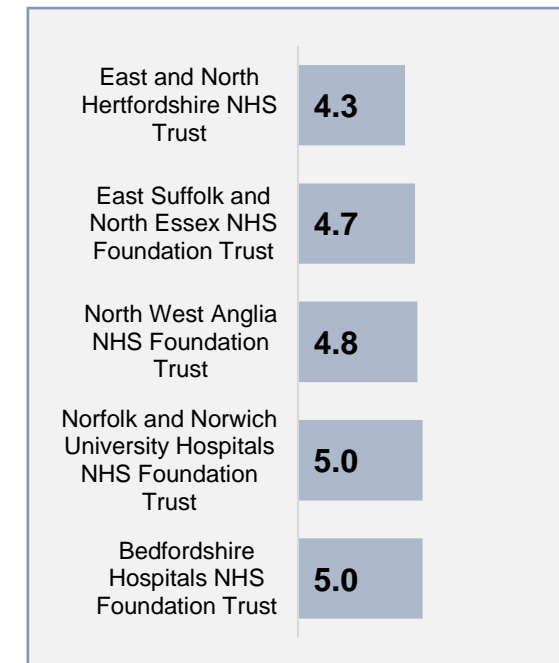 East and North
Hertfordshire NHS
Trust
4.3
East Suffolk and
North Essex NHS
Foundation Trust
4.7
North West Anglia
NHS Foundation
Trust
4.8
Norfolk and Norwich
University Hospitals
NHS Foundation
Trust
5.0
Bedfordshire
Hospitals NHS
Foundation Trust
5.0